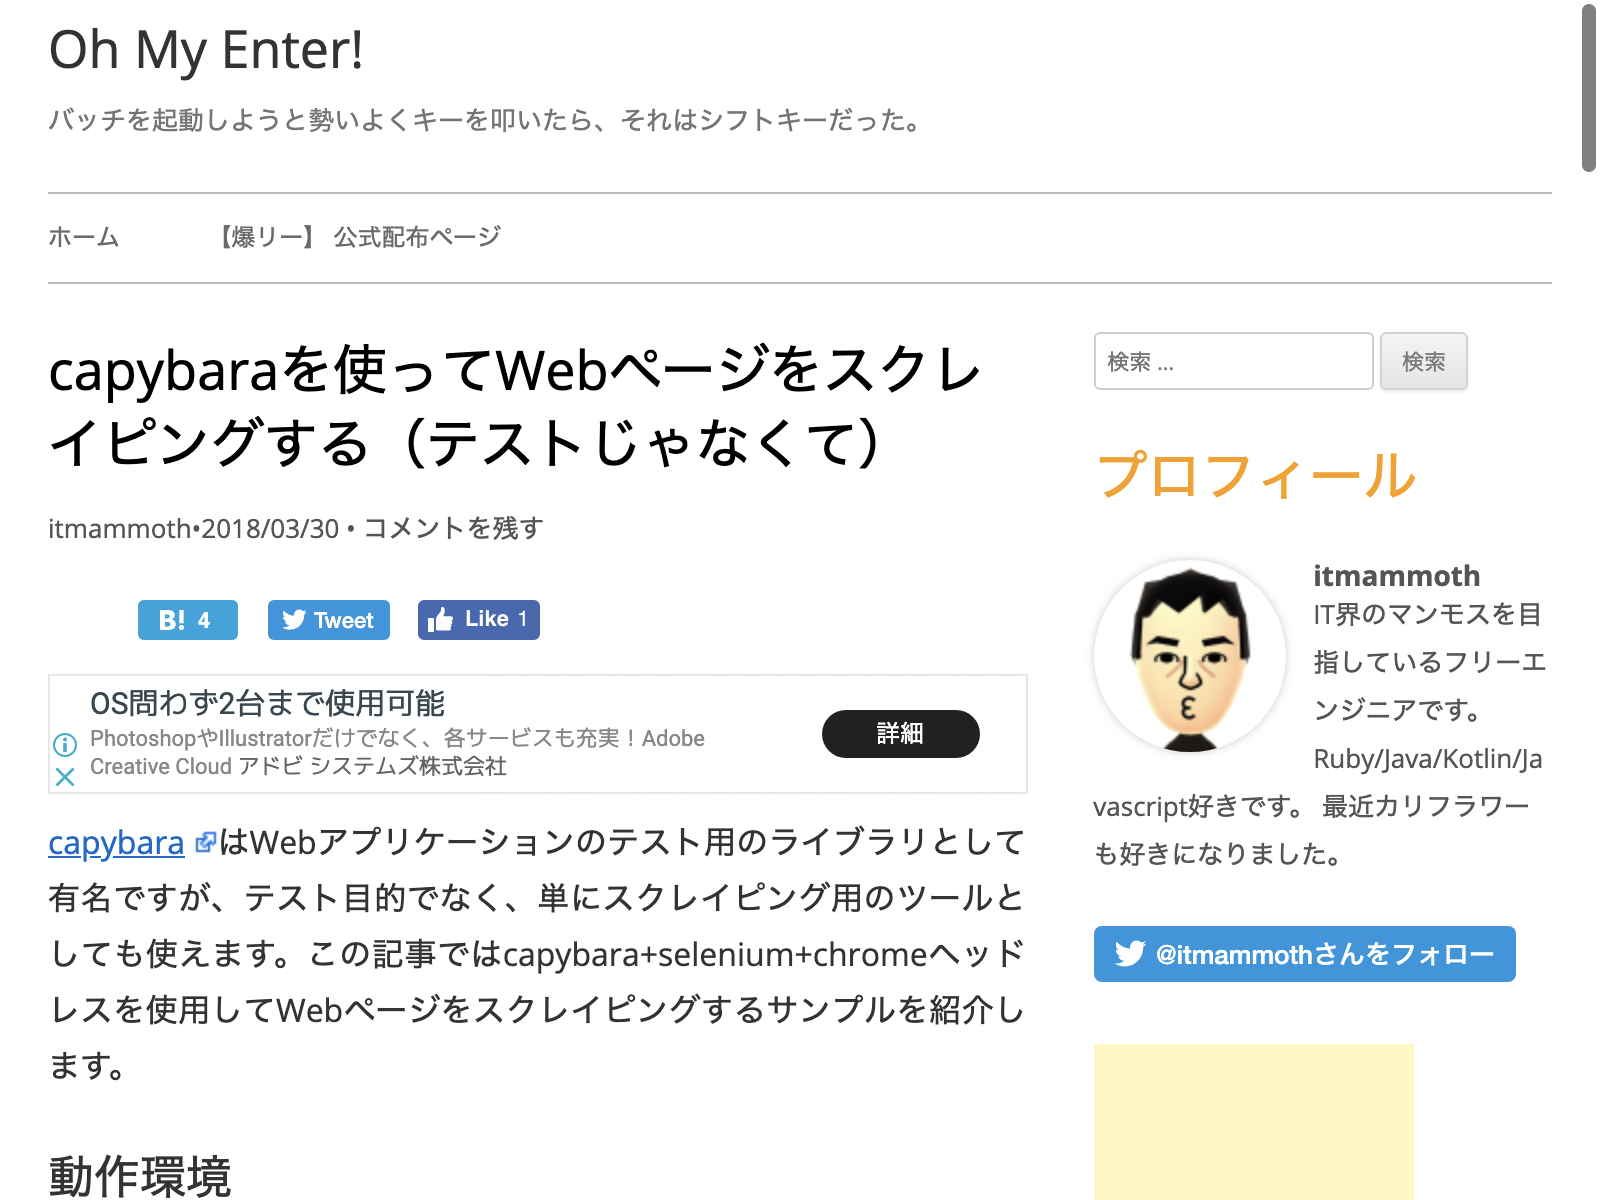 Oh My Enter!
バッチを起動しようと勢いよくキーを叩いたら、それはシフトキーだった。
ホーム
【爆リー】 公式配布ページ
capybaraを使ってWebページをスクレ
イピングする（テストじゃなくて）
itmammoth•2018/03/30 • コメントを残す
B! 4
Tweet
Like 1
OS問わず2台まで使用可能
PhotoshopやIllustratorだけでなく、各サービスも充実！Adobe
Creative Cloud アドビ システムズ株式会社
詳細
capybara はWebアプリケーションのテスト用のライブラリとして
有名ですが、テスト目的でなく、単にスクレイピング用のツールと
しても使えます。この記事ではcapybara+selenium+chromeヘッド
レスを使用してWebページをスクレイピングするサンプルを紹介し
ます。
動作環境
検索 ...
検索
プロフィール
itmammoth
IT界のマンモスを目
指しているフリーエ
ンジニアです。
Ruby/Java/Kotlin/Ja
vascript好きです。 最近カリフラワー
も好きになりました。
@itmammothさんをフォロー